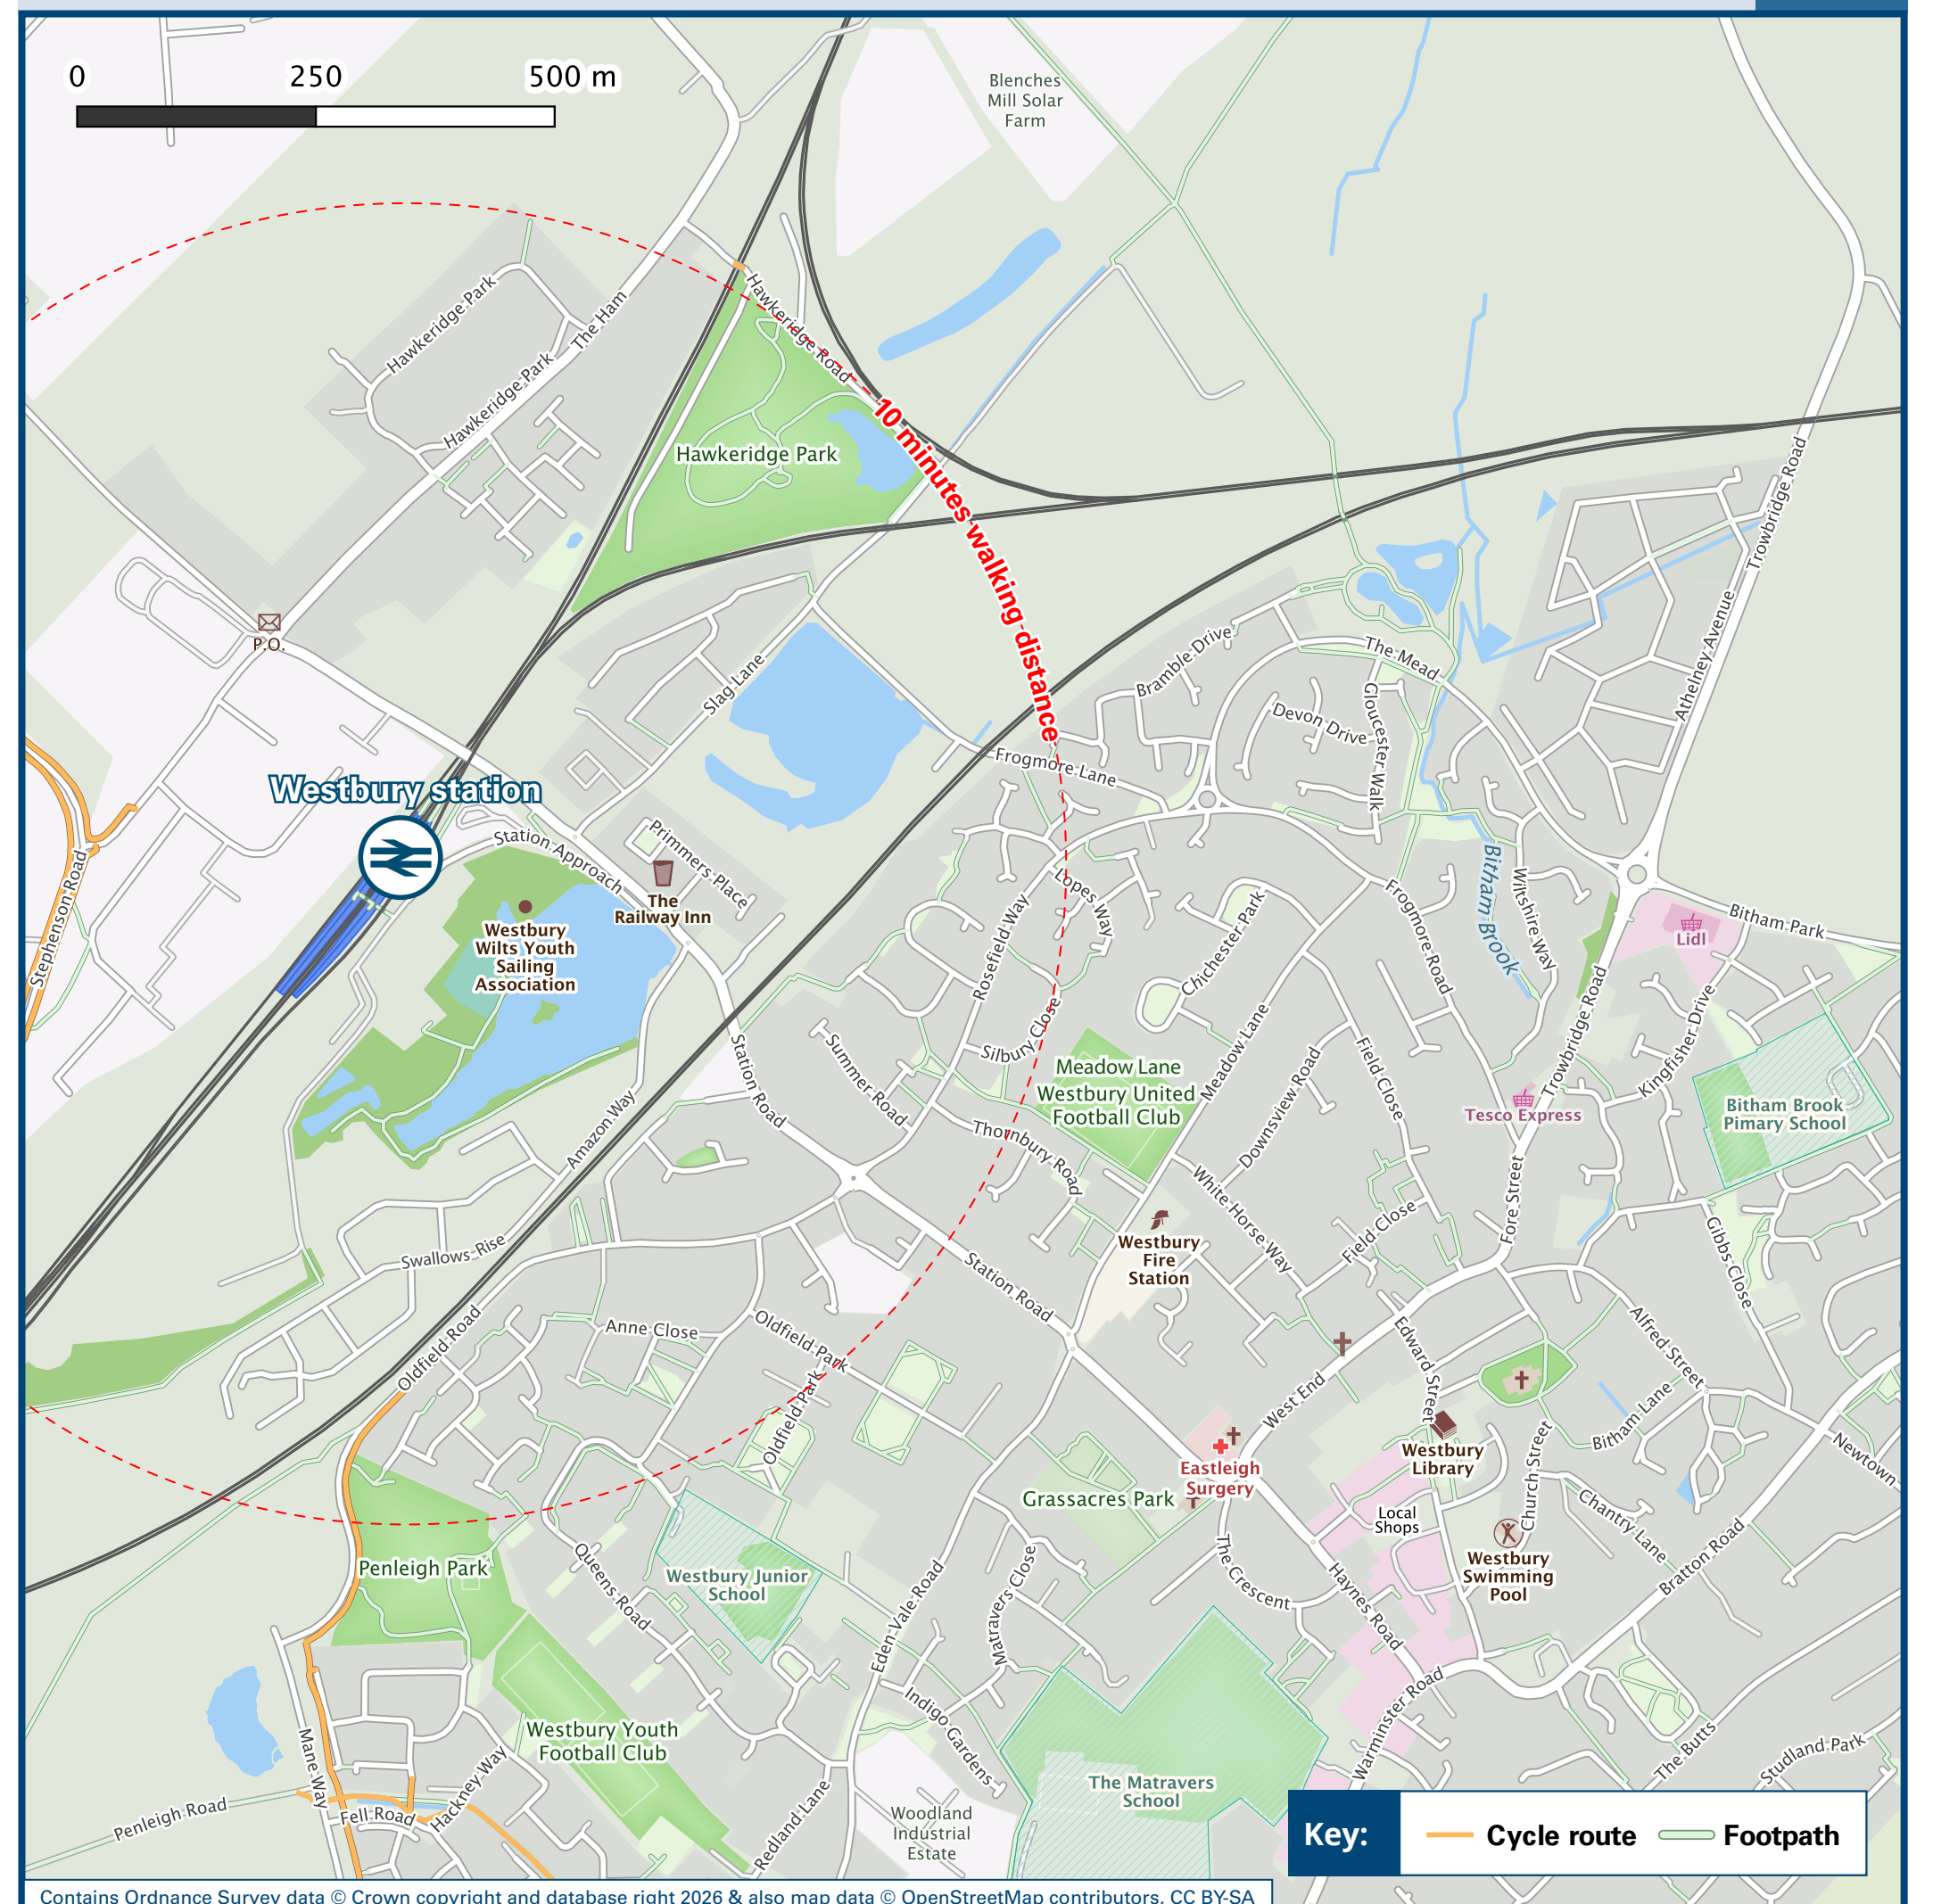 0 250 500 m
Blenches
Mill Solar
Farm
Hawkeridge Park
The Ham
Hawkeridge Park
Hawkeridge Road
Hawkeridge Park
10 minutes walking distance
Trowbridge Road
P.O.
Slag Lane
Bramble Drive
The Mead
Athelney Avenue
Gloucester Walk
Devon Drive
Frogmore Lane
Westbury station
Station Approach
Primmers Place
The
Railway Inn
Stephenson Road
Westbury
Wilts Youth
Sailing
Association
Lopes Way
Rosefield Way
Chichester Park
Frogmore Road
Bitham Brook
Wiltshire Way
Lidl
Bitham Park
Silbury Close
Station Road
Summer Road
Meadow Lane
Westbury United
Football Club
Meadow Lane
Downsview Road
Field Close
Trowbridge Road
Kingfisher Drive
Tesco Express
Bitham Brook
Pimary School
Amazon Way
Thornbury Road
White Horse Way
Fore Street
Field Close
Gibbs Close
Westbury
Fire
Station
Swallows Rise
Station Road
Oldfield Road
Anne Close
Oldfield Park
Oldfield Park
Edward Street
Alfred Street
West End
Bitham Lane
Westbury
Library
Church Street
Newtown
Eastleigh
Surgery
Grassacres Park
Local
Shops
Chantry Lane
Westbury
Swimming
Pool
Bratton Road
Penleigh Park
Queens Road
Westbury Junior
School
Eden Vale Road
Matravers Close
The Crescent
Haynes Road
Westbury Youth
Football Club
Indigo Gardens
Warminster Road
The Butts
Studland Park
Mane Way
Hackney Way
Penleigh Road
Fell Road
Redland Lane
Woodland
Industrial
Estate
The Matravers
School
Key: Cycle route Footpath
Contains Ordnance Survey data © Crown copyright and database right 2026 & also map data © OpenStreetMap contributors, CC BY-SA